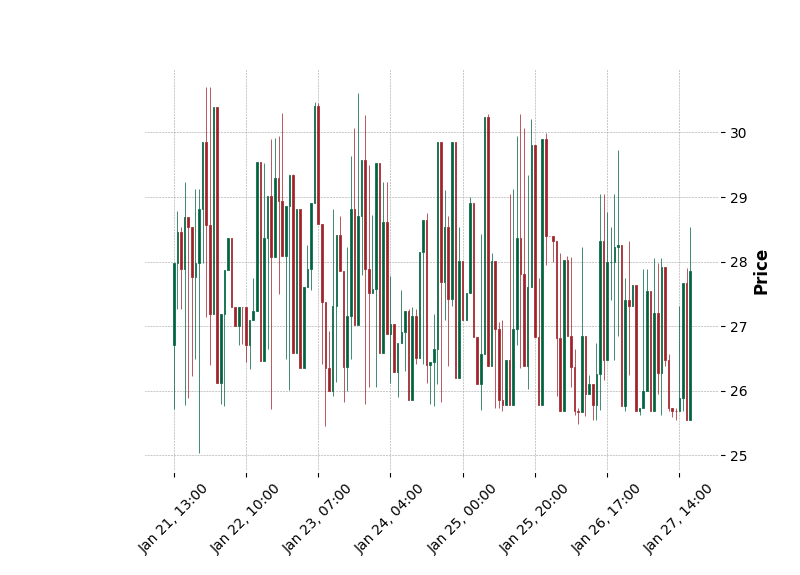 30
29
28
27
26
25
Price
Jan 21, 13:00
Jan 22, 10:00
Jan 23, 07:00
Jan 24, 04:00
Jan 25, 00:00
Jan 25, 20:00
Jan 26, 17:00
Jan 27, 14:00